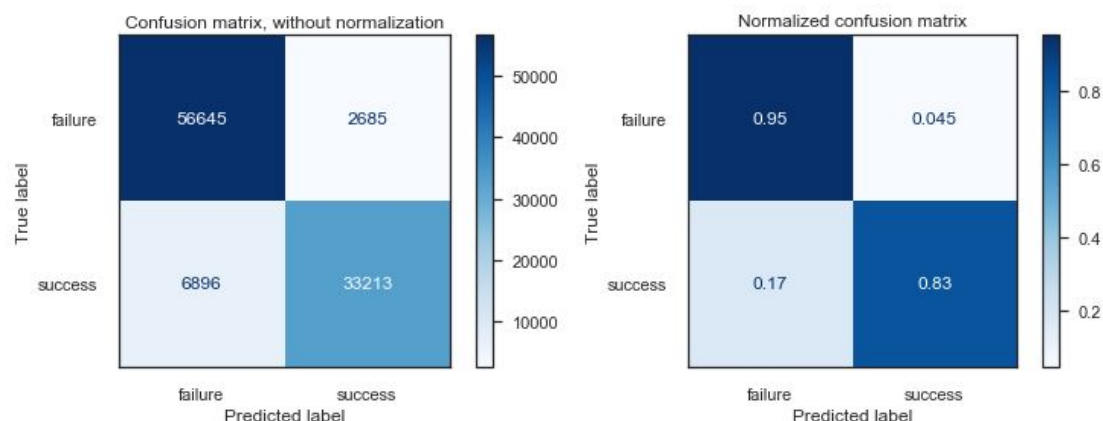 Confusion matrix, without normalization
failure
56645
2685
success
6896
33213
failure
success
Predicted label
True label
50000
40000
30000
20000
10000
Normalized confusion matrix
failure
0.95
0.045
success
0.17
0.83
failure
success
Predicted label
True label
0.8
0.6
0.4
0.2